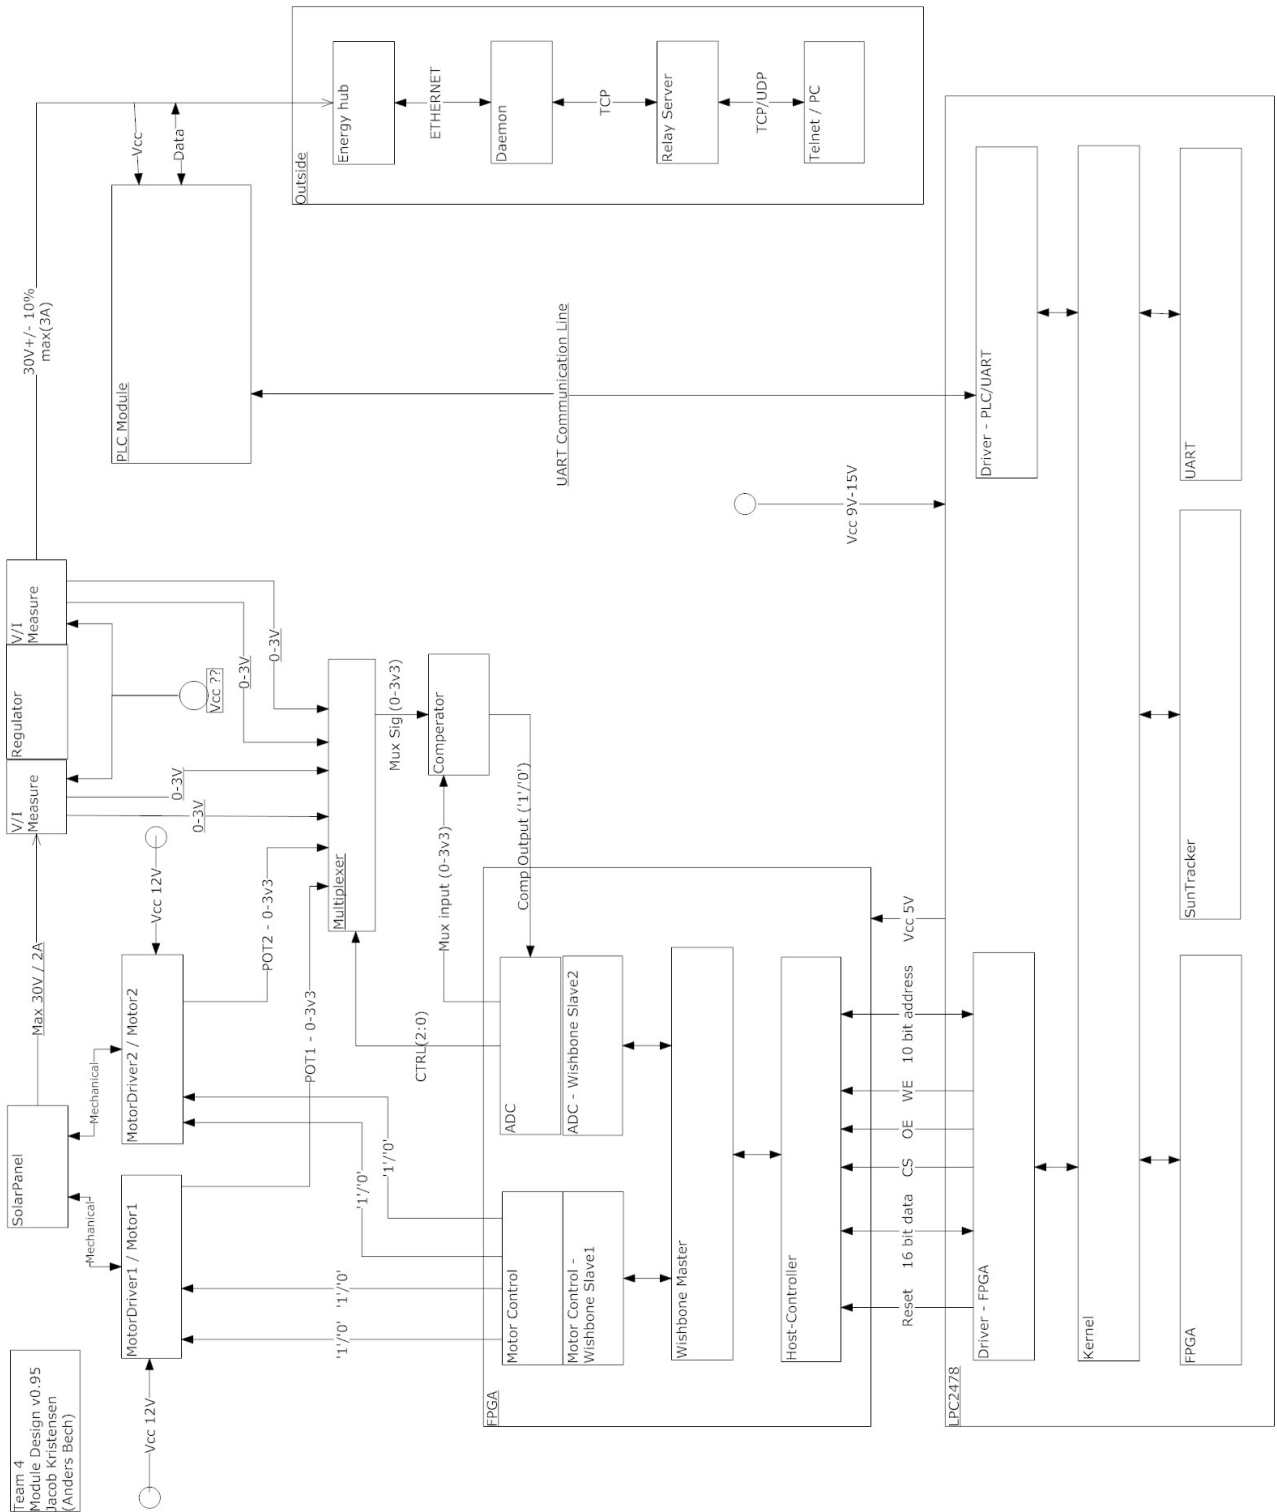 Team 4
Module Design v0.95
Jacob Kristensen
(Anders Bech)
Vcc 12V
MotorDriver1 / Motor1
Mechanical
SolarPanel
Mechanical
MotorDriver2 / Motor2
Vcc 12V
Max 30V / 2A
V/I
Measure
Regulator
V/I
Measure
Vcc ??
30V+/- 10%
max(3A)
Vcc
Data
PLC Module
0-3V
0-3V
0-3V
0-3V
POT2 - 0-3v3
POT1 - 0-3v3
Multiplexer
Mux Sig (0-3v3)
Comperator
Mux input (0-3v3)
Comp Output ('1'/'0')
CTRL(2:0)
'1'/'0'
'1'/'0'
'1'/'0'
'1'/'0'
FPGA
Motor Control
Motor Control -
Wishbone Slave1
ADC
ADC - Wishbone Slave2
Wishbone Master
Host-Controller
Reset
16 bit data
CS
OE
WE
10 bit address
Vcc 5V
Outside
Energy hub
ETHERNET
Daemon
TCP
Relay Server
TCP/UDP
Telnet / PC
UART Communication Line
Vcc 9V-15V
LPC2478
Driver - FPGA
Driver - PLC/UART
Kernel
FPGA
SunTracker
UART